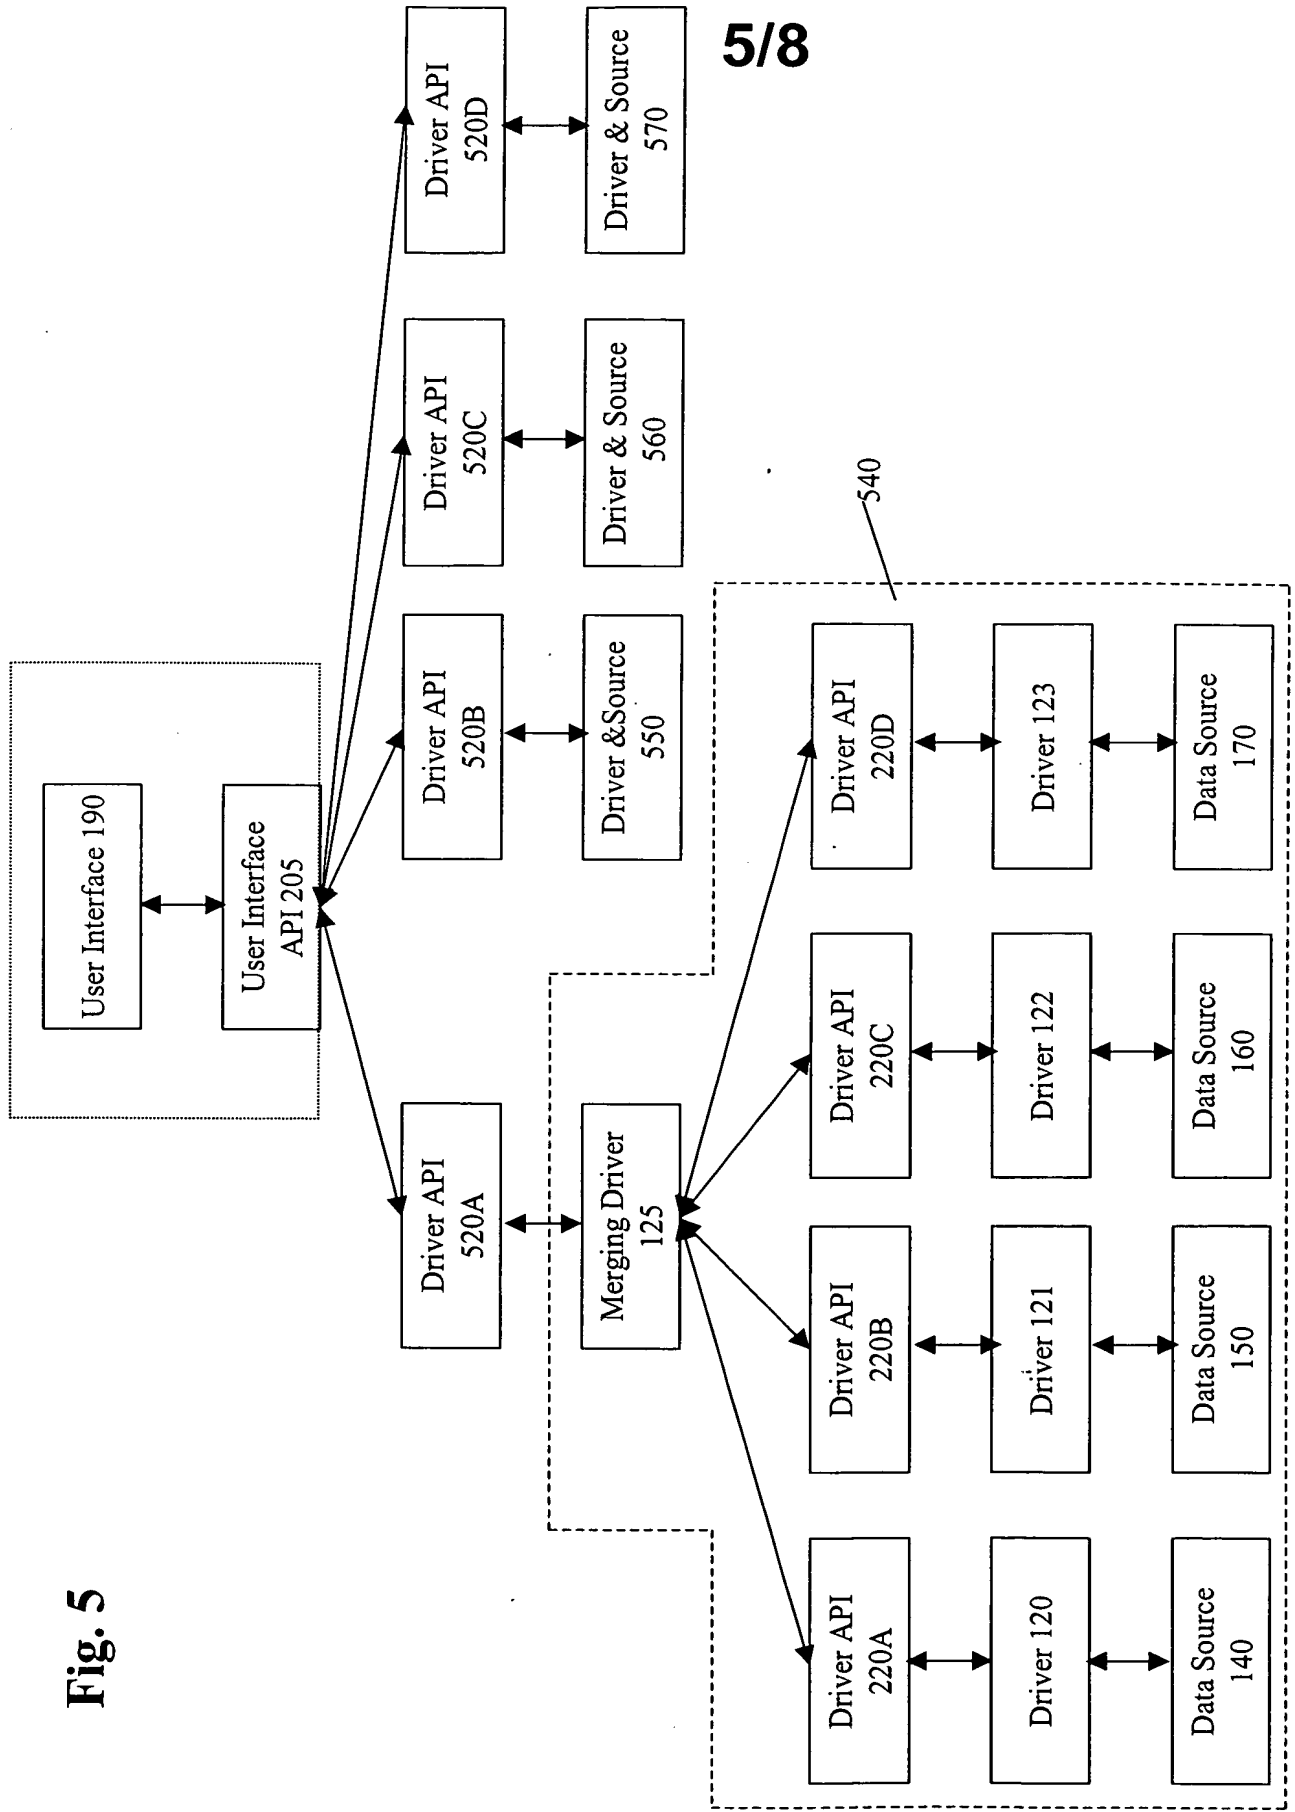 5/8
Fig. 5
User Interface 190
User Interface
API 205
Driver API
520A
Driver API
520B
Driver API
520C
Driver API
520D
Merging Driver
125
Driver &Source
550
Driver & Source
560
Driver & Source
570
540
Driver API
220A
Driver API
220B
Driver API
220C
Driver API
220D
Driver 120
Driver 121
Driver 122
Driver 123
Data Source
140
Data Source
150
Data Source
160
Data Source
170